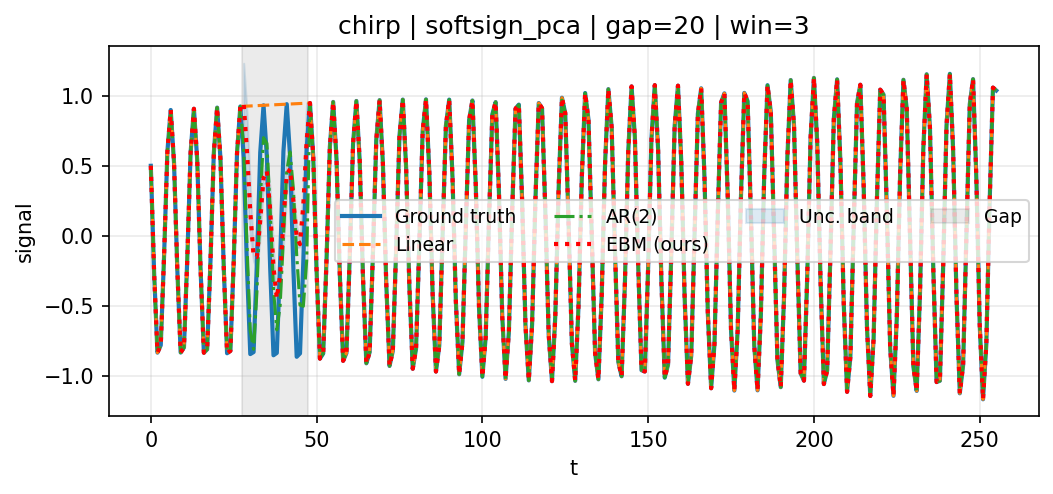 chirp | softsign_pca | gap=20 | win=3
signal
1.0
0.5
0.0
−0.5
−1.0
Ground truth
Linear
AR(2)
EBM (ours)
Unc. band
Gap
0 50 100 150 200 250
t